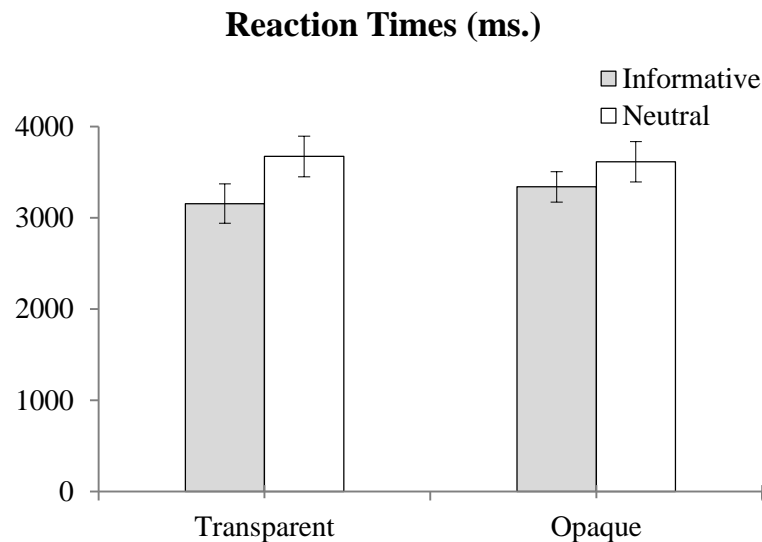 Reaction Times (ms.)
Informative
Neutral
4000
3000
2000
1000
0
Transparent
Opaque